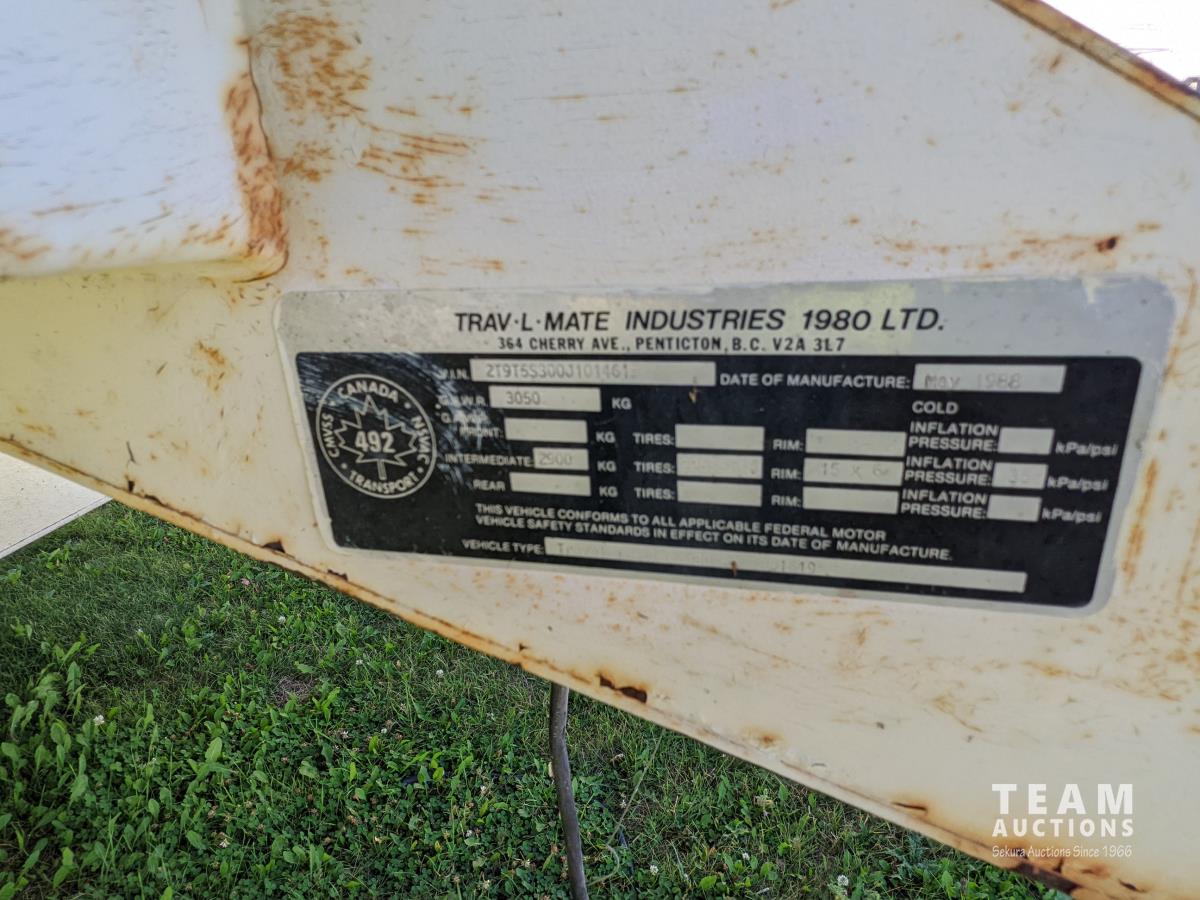 TRAV·L·MATE INDUSTRIES 1980 LTD.
364 CHERRY AVE., PENTICTON, B.C. V2A 3L7
CANADA
CMVSS 492 NSVAC
TRANSPORT
V.I.N. DATE OF MANUFACTURE: May 1988
G.V.W.R. 3050 KG COLD
FRONT: KG TIRES: RIM: INFLATION PRESSURE: kPa/psi
INTERMEDIATE: 2900 KG TIRES: RIM: 15 x 6 INFLATION PRESSURE: kPa/psi
REAR KG TIRES: RIM: INFLATION PRESSURE: kPa/psi
THIS VEHICLE CONFORMS TO ALL APPLICABLE FEDERAL MOTOR
VEHICLE SAFETY STANDARDS IN EFFECT ON ITS DATE OF MANUFACTURE.
VEHICLE TYPE:
TEAM
AUCTIONS
Sekura Auctions Since 1966